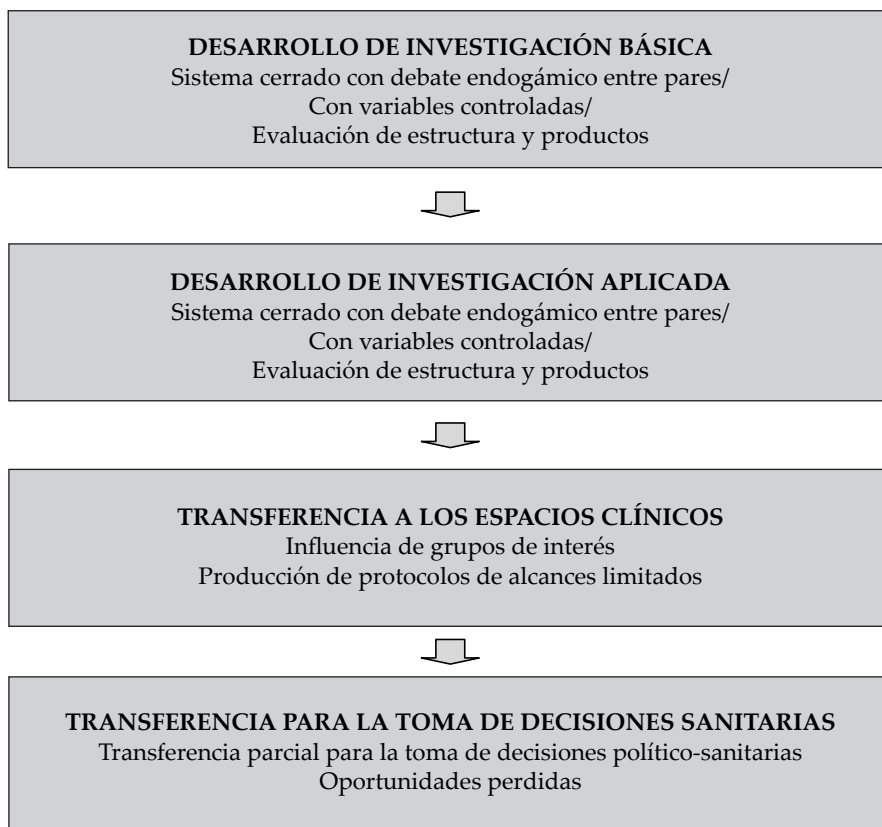 DESARROLLO DE INVESTIGACIÓN BÁSICA
Sistema cerrado con debate endogámico entre pares/
Con variables controladas/
Evaluación de estructura y productos
DESARROLLO DE INVESTIGACIÓN APLICADA
Sistema cerrado con debate endogámico entre pares/
Con variables controladas/
Evaluación de estructura y productos
TRANSFERENCIA A LOS ESPACIOS CLÍNICOS
Influencia de grupos de interés
Producción de protocolos de alcances limitados
TRANSFERENCIA PARA LA TOMA DE DECISIONES SANITARIAS
Transferencia parcial para la toma de decisiones político-sanitarias
Oportunidades perdidas